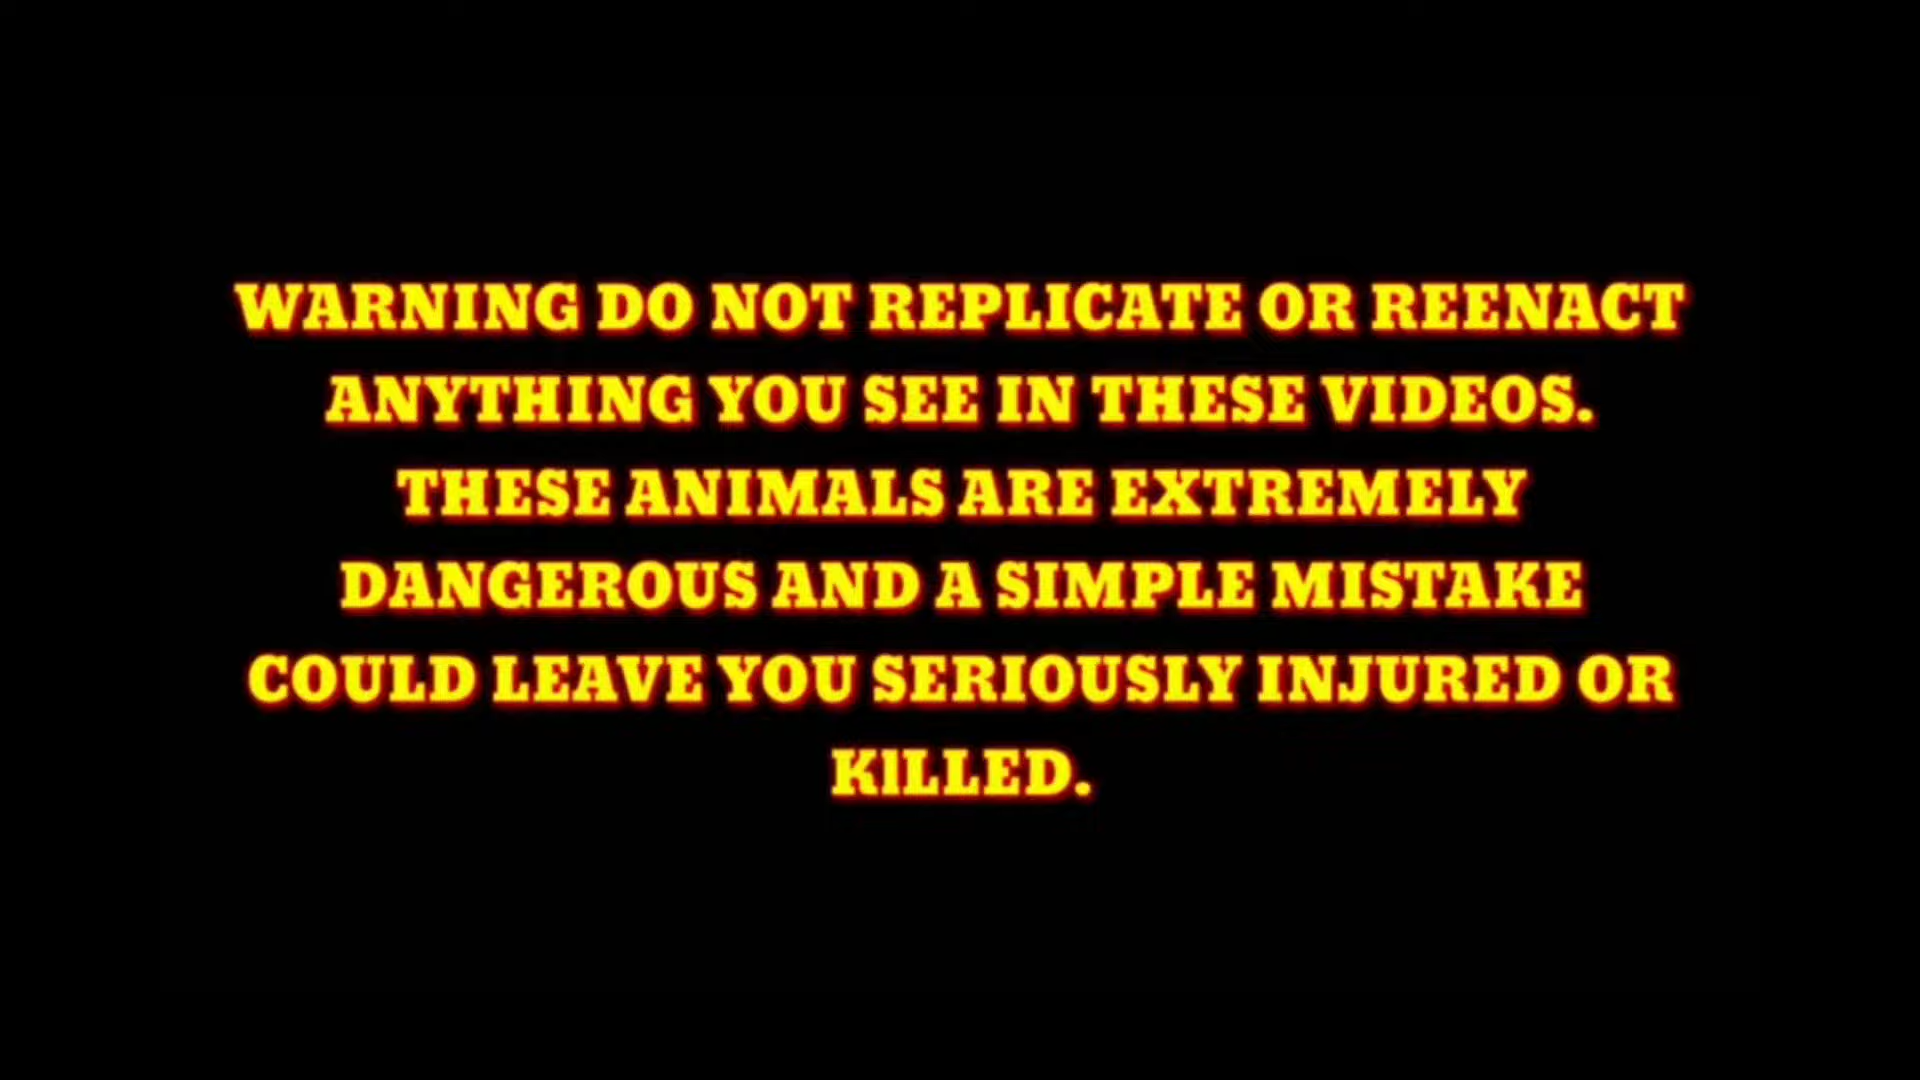 WARNING DO NOT REPLICATE OR REENACT
ANYTHING YOU SEE IN THESE VIDEOS.
THESE ANIMALS ARE EXTREMELY
DANGEROUS AND A SIMPLE MISTAKE
COULD LEAVE YOU SERIOUSLY INJURED OR
KILLED.